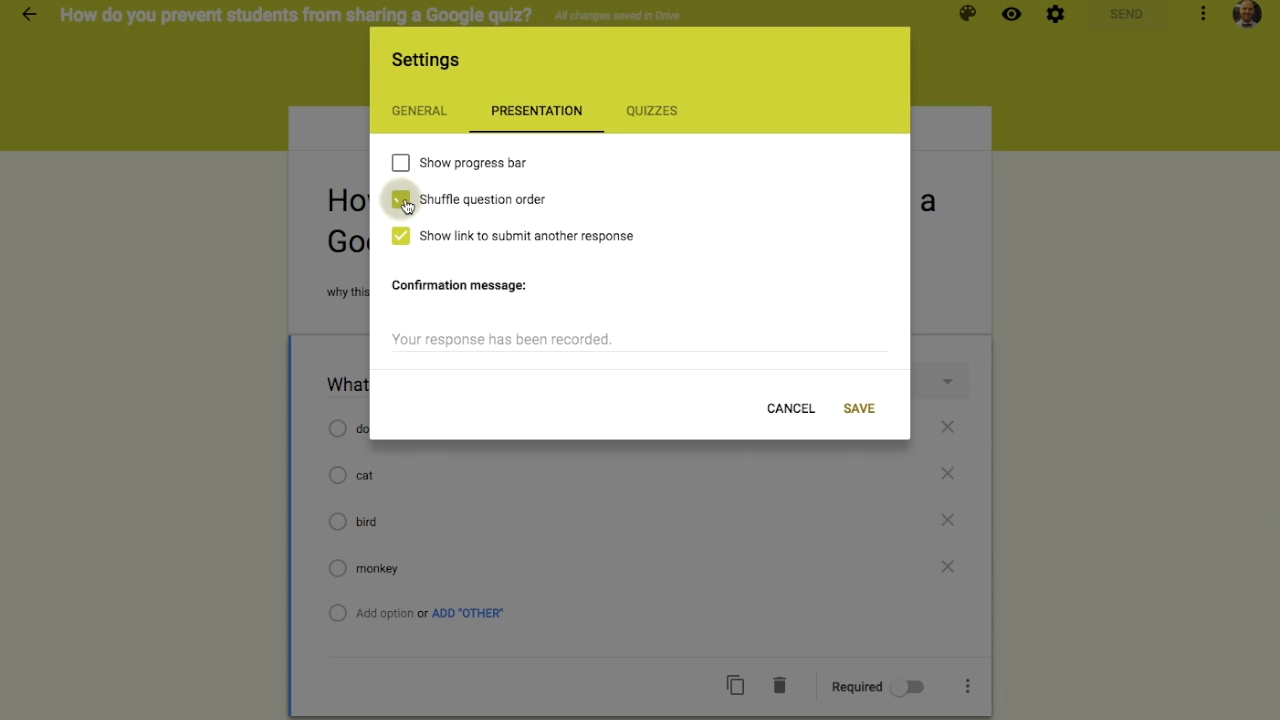 How do you prevent students from sharing a Google quiz?
All changes saved in Drive
SEND
Settings
GENERAL
PRESENTATION
QUIZZES
Show progress bar
Shuffle question order
Show link to submit another response
Confirmation message:
Your response has been recorded.
CANCEL
SAVE
a
why this
What
cat
bird
monkey
Add option or ADD "OTHER"
Required